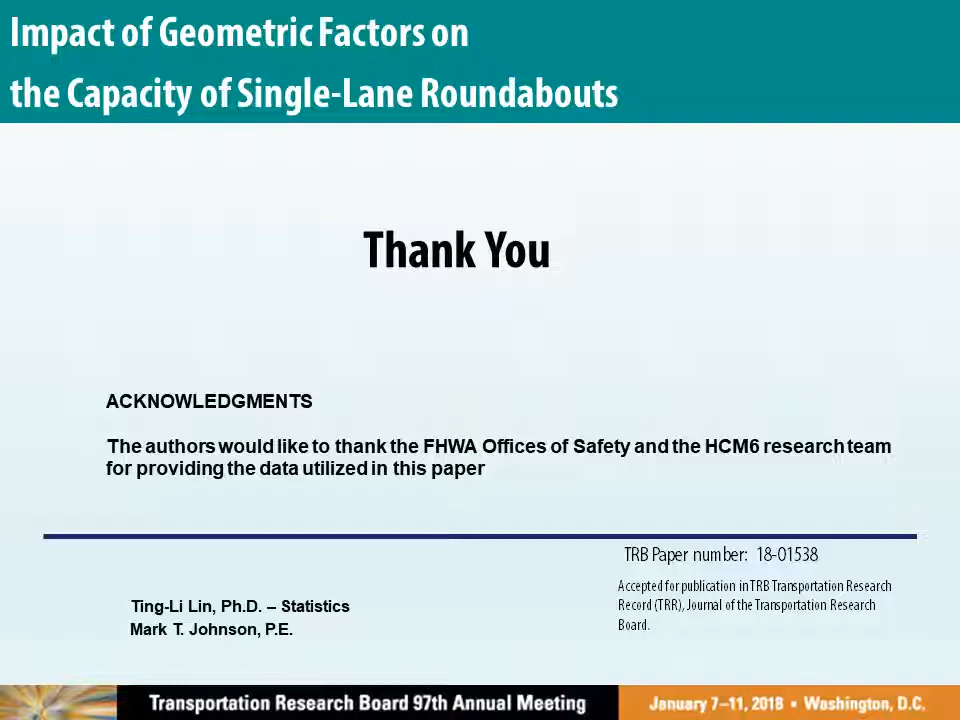 Impact of Geometric Factors on
the Capacity of Single-Lane Roundabouts
Thank You
ACKNOWLEDGMENTS
The authors would like to thank the FHWA Offices of Safety and the HCM6 research team
for providing the data utilized in this paper
TRB Paper number: 18-01538
Accepted for publication in TRB Transportation Research
Record (TRR), Journal of the Transportation Research
Board.
Ting-Li Lin, Ph.D. – Statistics
Mark T. Johnson, P.E.
Transportation Research Board 97th Annual Meeting
January 7–11, 2018 • Washington, D.C.